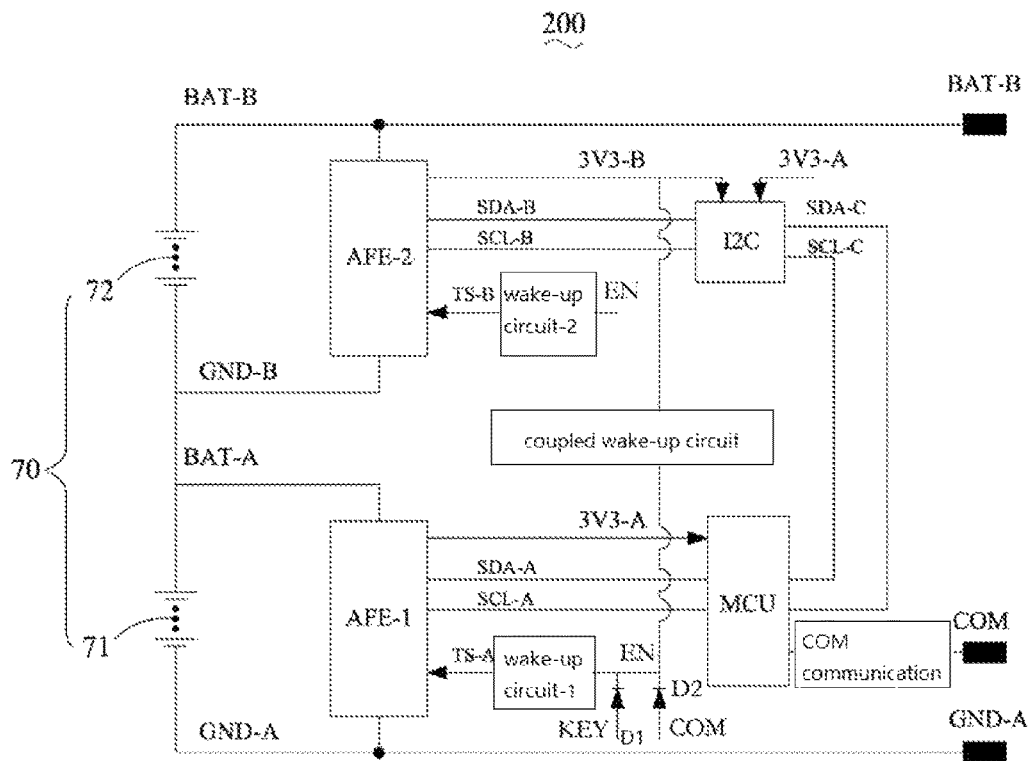 200
BAT-B
BAT-B
3V3-B
3V3-A
SDA-B
SDA-C
SCL-B
I2C
SCL-C
AFE-2
72
TS-B
wake-up
circuit-2
EN
GND-B
coupled wake-up circuit
70
BAT-A
3V3-A
SDA-A
MCU
SCL-A
AFE-1
COM
71
TS-A
wake-up
circuit-1
EN
COM
communication
D2
GND-A
KEY
D1
COM
GND-A